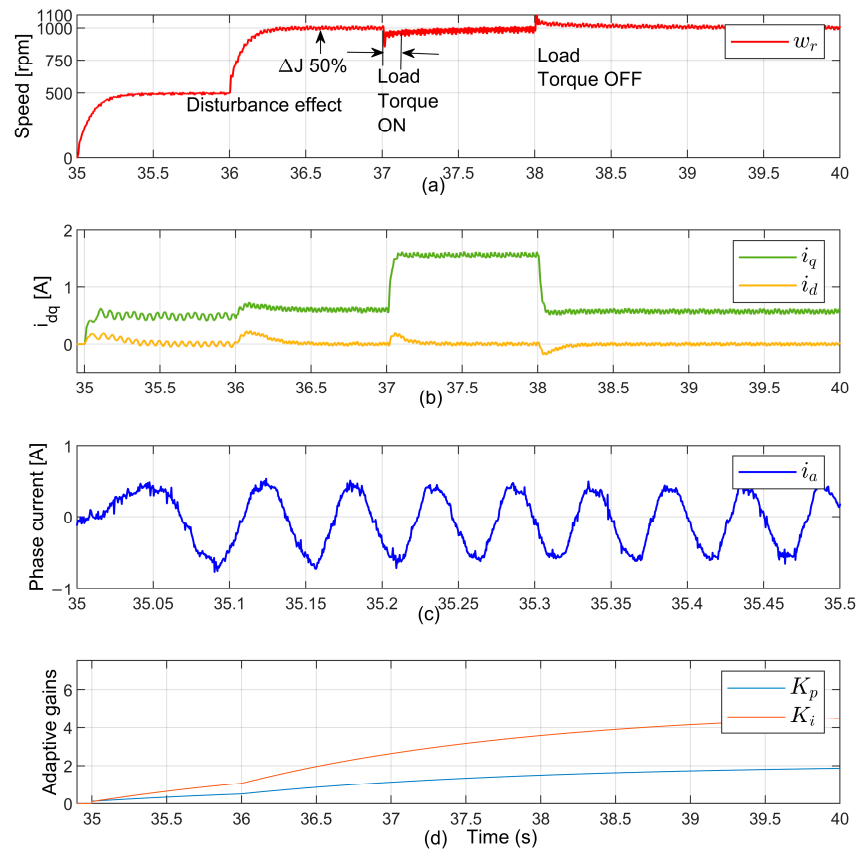 1100
1000
500
0
Speed [rpm]
w_r
ΔJ 50%
Disturbance effect
Load
Torque
ON
Load
Torque OFF
35 35.5 36 36.5 37 37.5 38 38.5 39 39.5 40
(a)
2
1
0
i_dq [A]
i_q
i_d
35 35.5 36 36.5 37 37.5 38 38.5 39 39.5 40
(b)
1
0
−1
Phase current [A]
i_a
35 35.05 35.1 35.15 35.2 35.25 35.3 35.35 35.4 35.45 35.5
(c)
6
4
2
0
Adaptive gains
K_p
K_i
35 35.5 36 36.5 37 37.5 38 38.5 39 39.5 40
(d) Time (s)